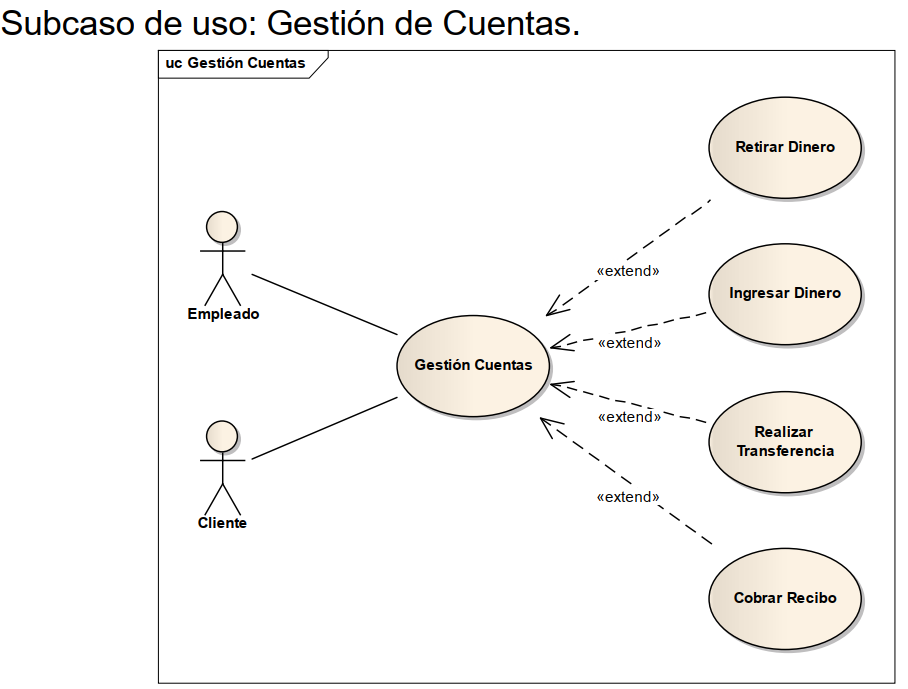 Subcaso de uso: Gestión de Cuentas.
uc Gestión Cuentas
Retirar Dinero
«extend»
Ingresar Dinero
Empleado
«extend»
Gestión Cuentas
«extend»
Realizar
Transferencia
«extend»
Cliente
Cobrar Recibo